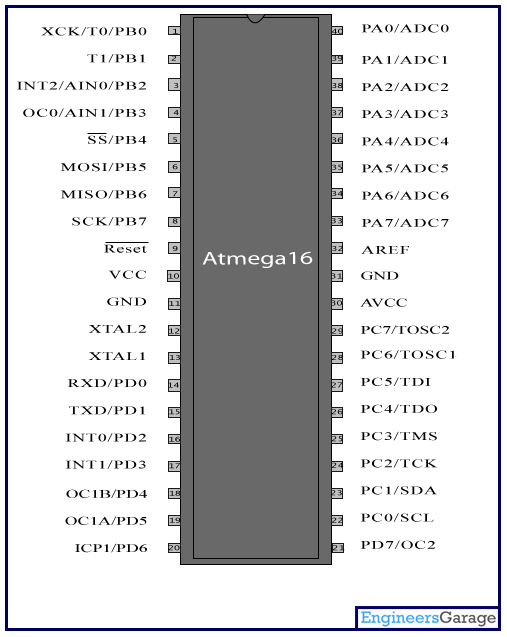 XCK/T0/PB0 1 40 PA0/ADC0
T1/PB1 2 39 PA1/ADC1
INT2/AIN0/PB2 3 38 PA2/ADC2
OC0/AIN1/PB3 4 37 PA3/ADC3
SS/PB4 5 36 PA4/ADC4
MOSI/PB5 6 35 PA5/ADC5
MISO/PB6 7 34 PA6/ADC6
SCK/PB7 8 33 PA7/ADC7
Reset 9 32 AREF
Atmega16
VCC 10 31 GND
GND 11 30 AVCC
XTAL2 12 29 PC7/TOSC2
XTAL1 13 28 PC6/TOSC1
RXD/PD0 14 27 PC5/TDI
TXD/PD1 15 26 PC4/TDO
INT0/PD2 16 25 PC3/TMS
INT1/PD3 17 24 PC2/TCK
OC1B/PD4 18 23 PC1/SDA
OC1A/PD5 19 22 PC0/SCL
ICP1/PD6 20 21 PD7/OC2
EngineersGarage